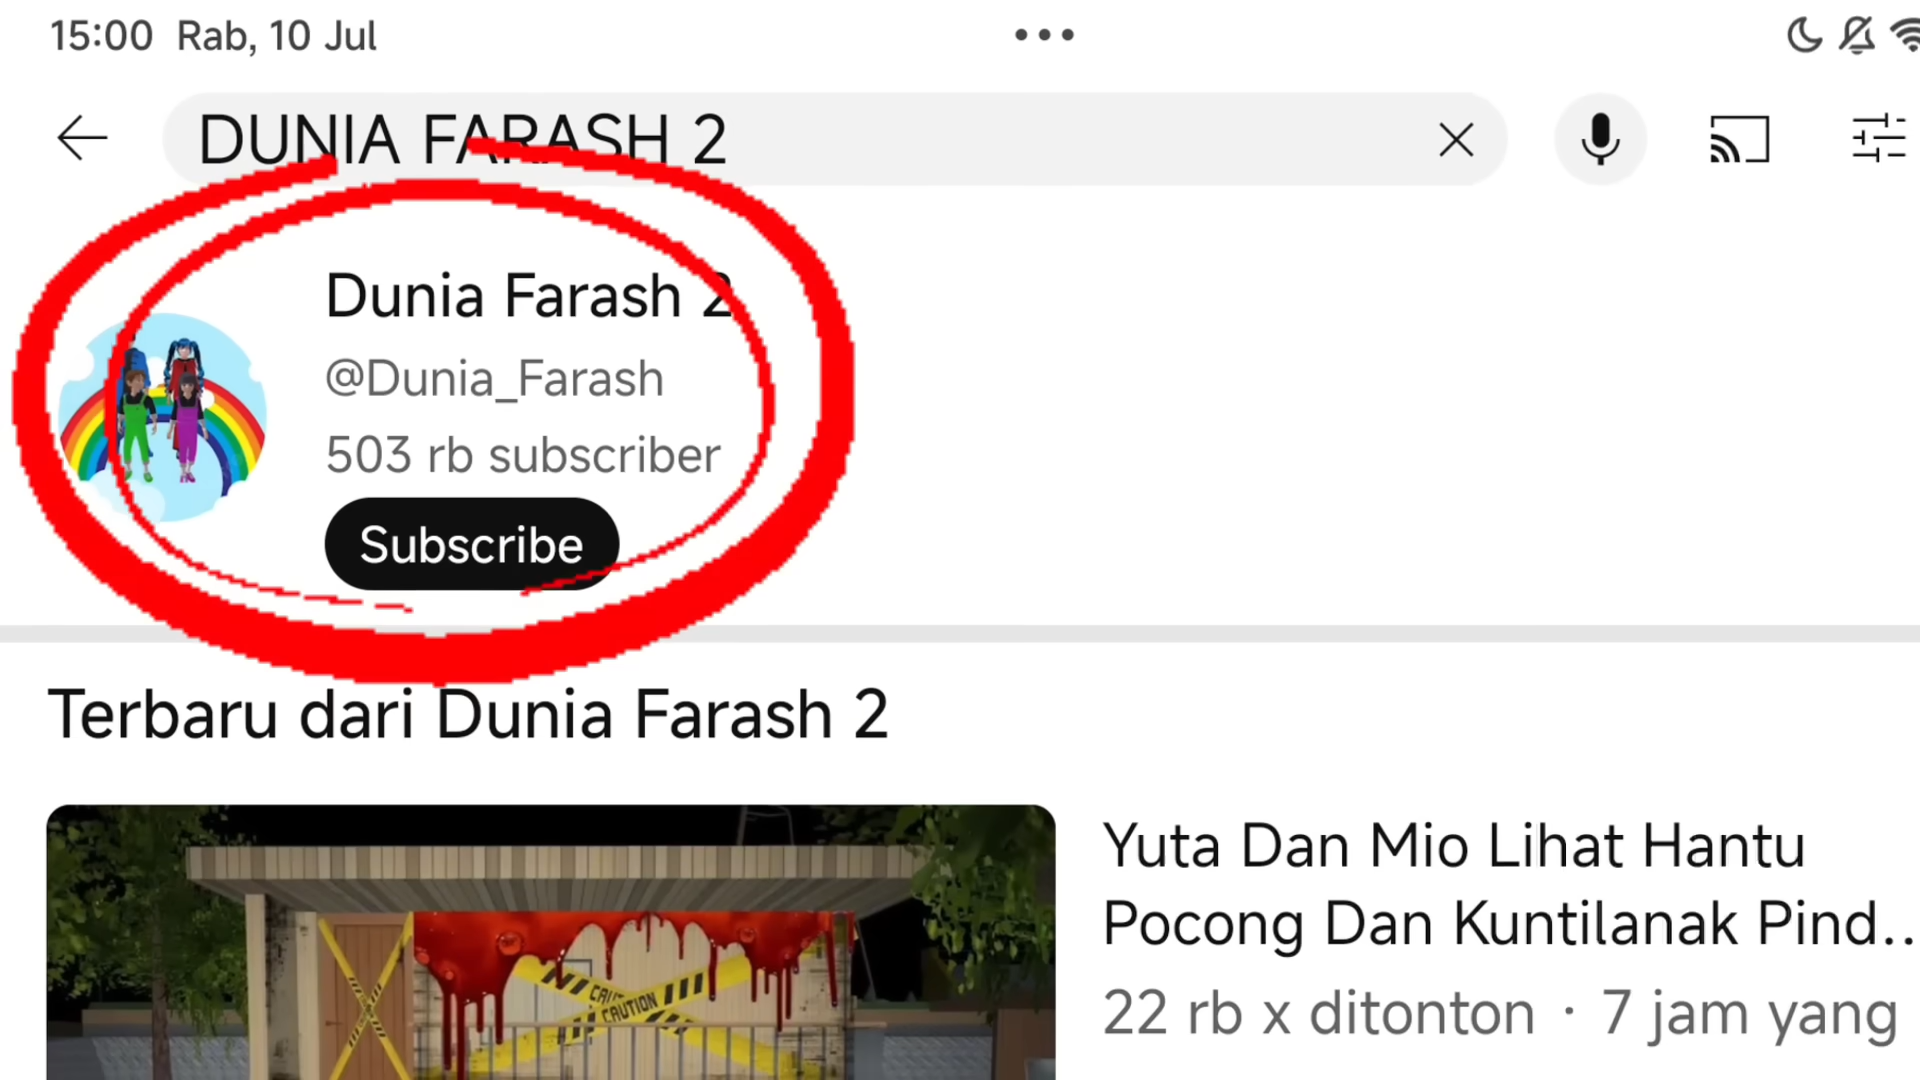 15:00 Rab, 10 Jul
DUNIA FARASH 2
Dunia Farash 2
@Dunia_Farash
503 rb subscriber
Subscribe
Terbaru dari Dunia Farash 2
Yuta Dan Mio Lihat Hantu
Pocong Dan Kuntilanak Pind..
22 rb x ditonton · 7 jam yang
CAUTION